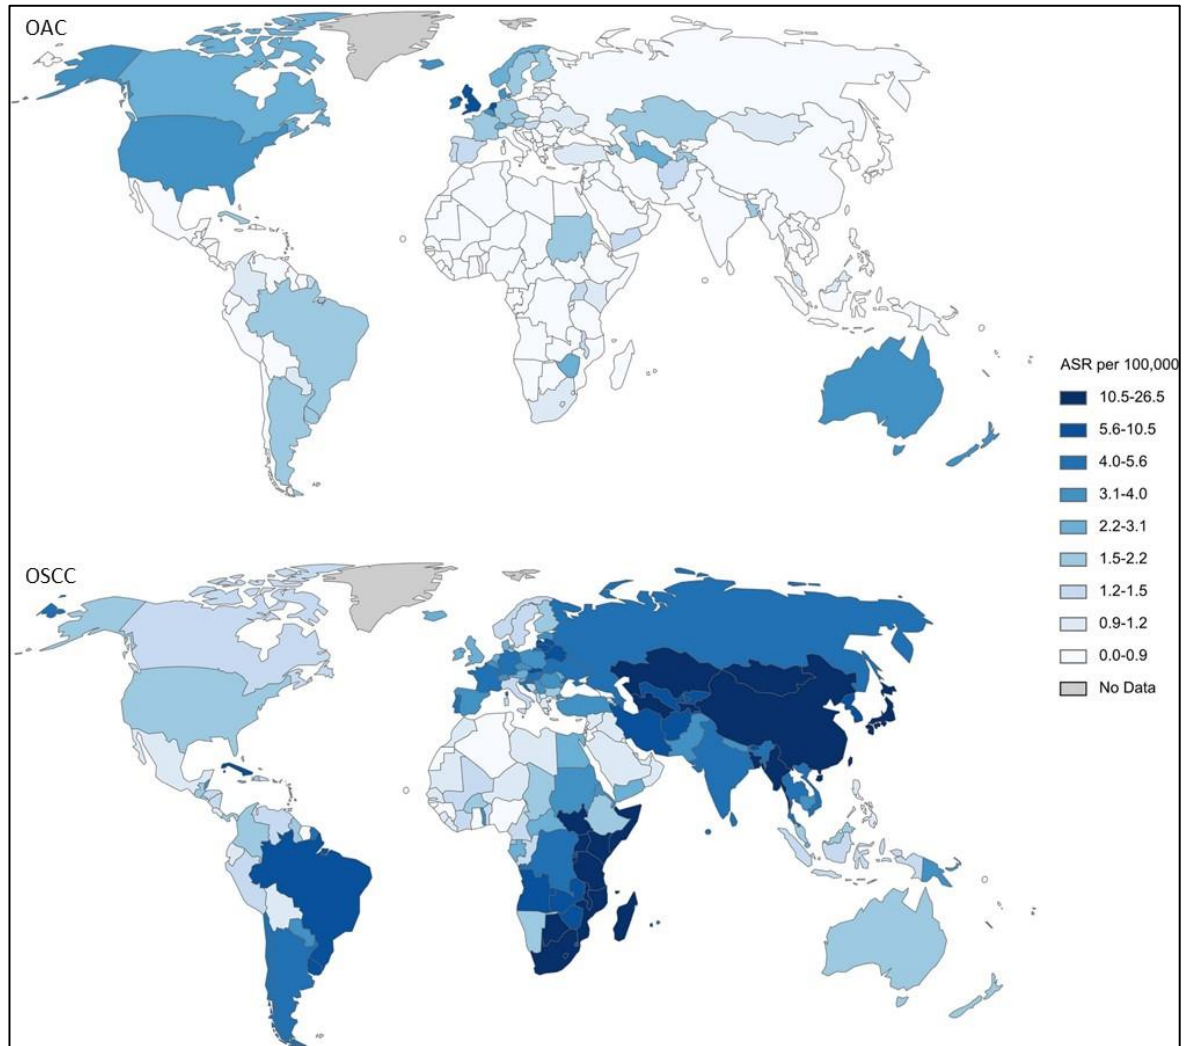 OAC
ASR per 100,000
10.5-26.5
5.6-10.5
4.0-5.6
3.1-4.0
2.2-3.1
1.5-2.2
1.2-1.5
0.9-1.2
0.0-0.9
No Data
OSCC